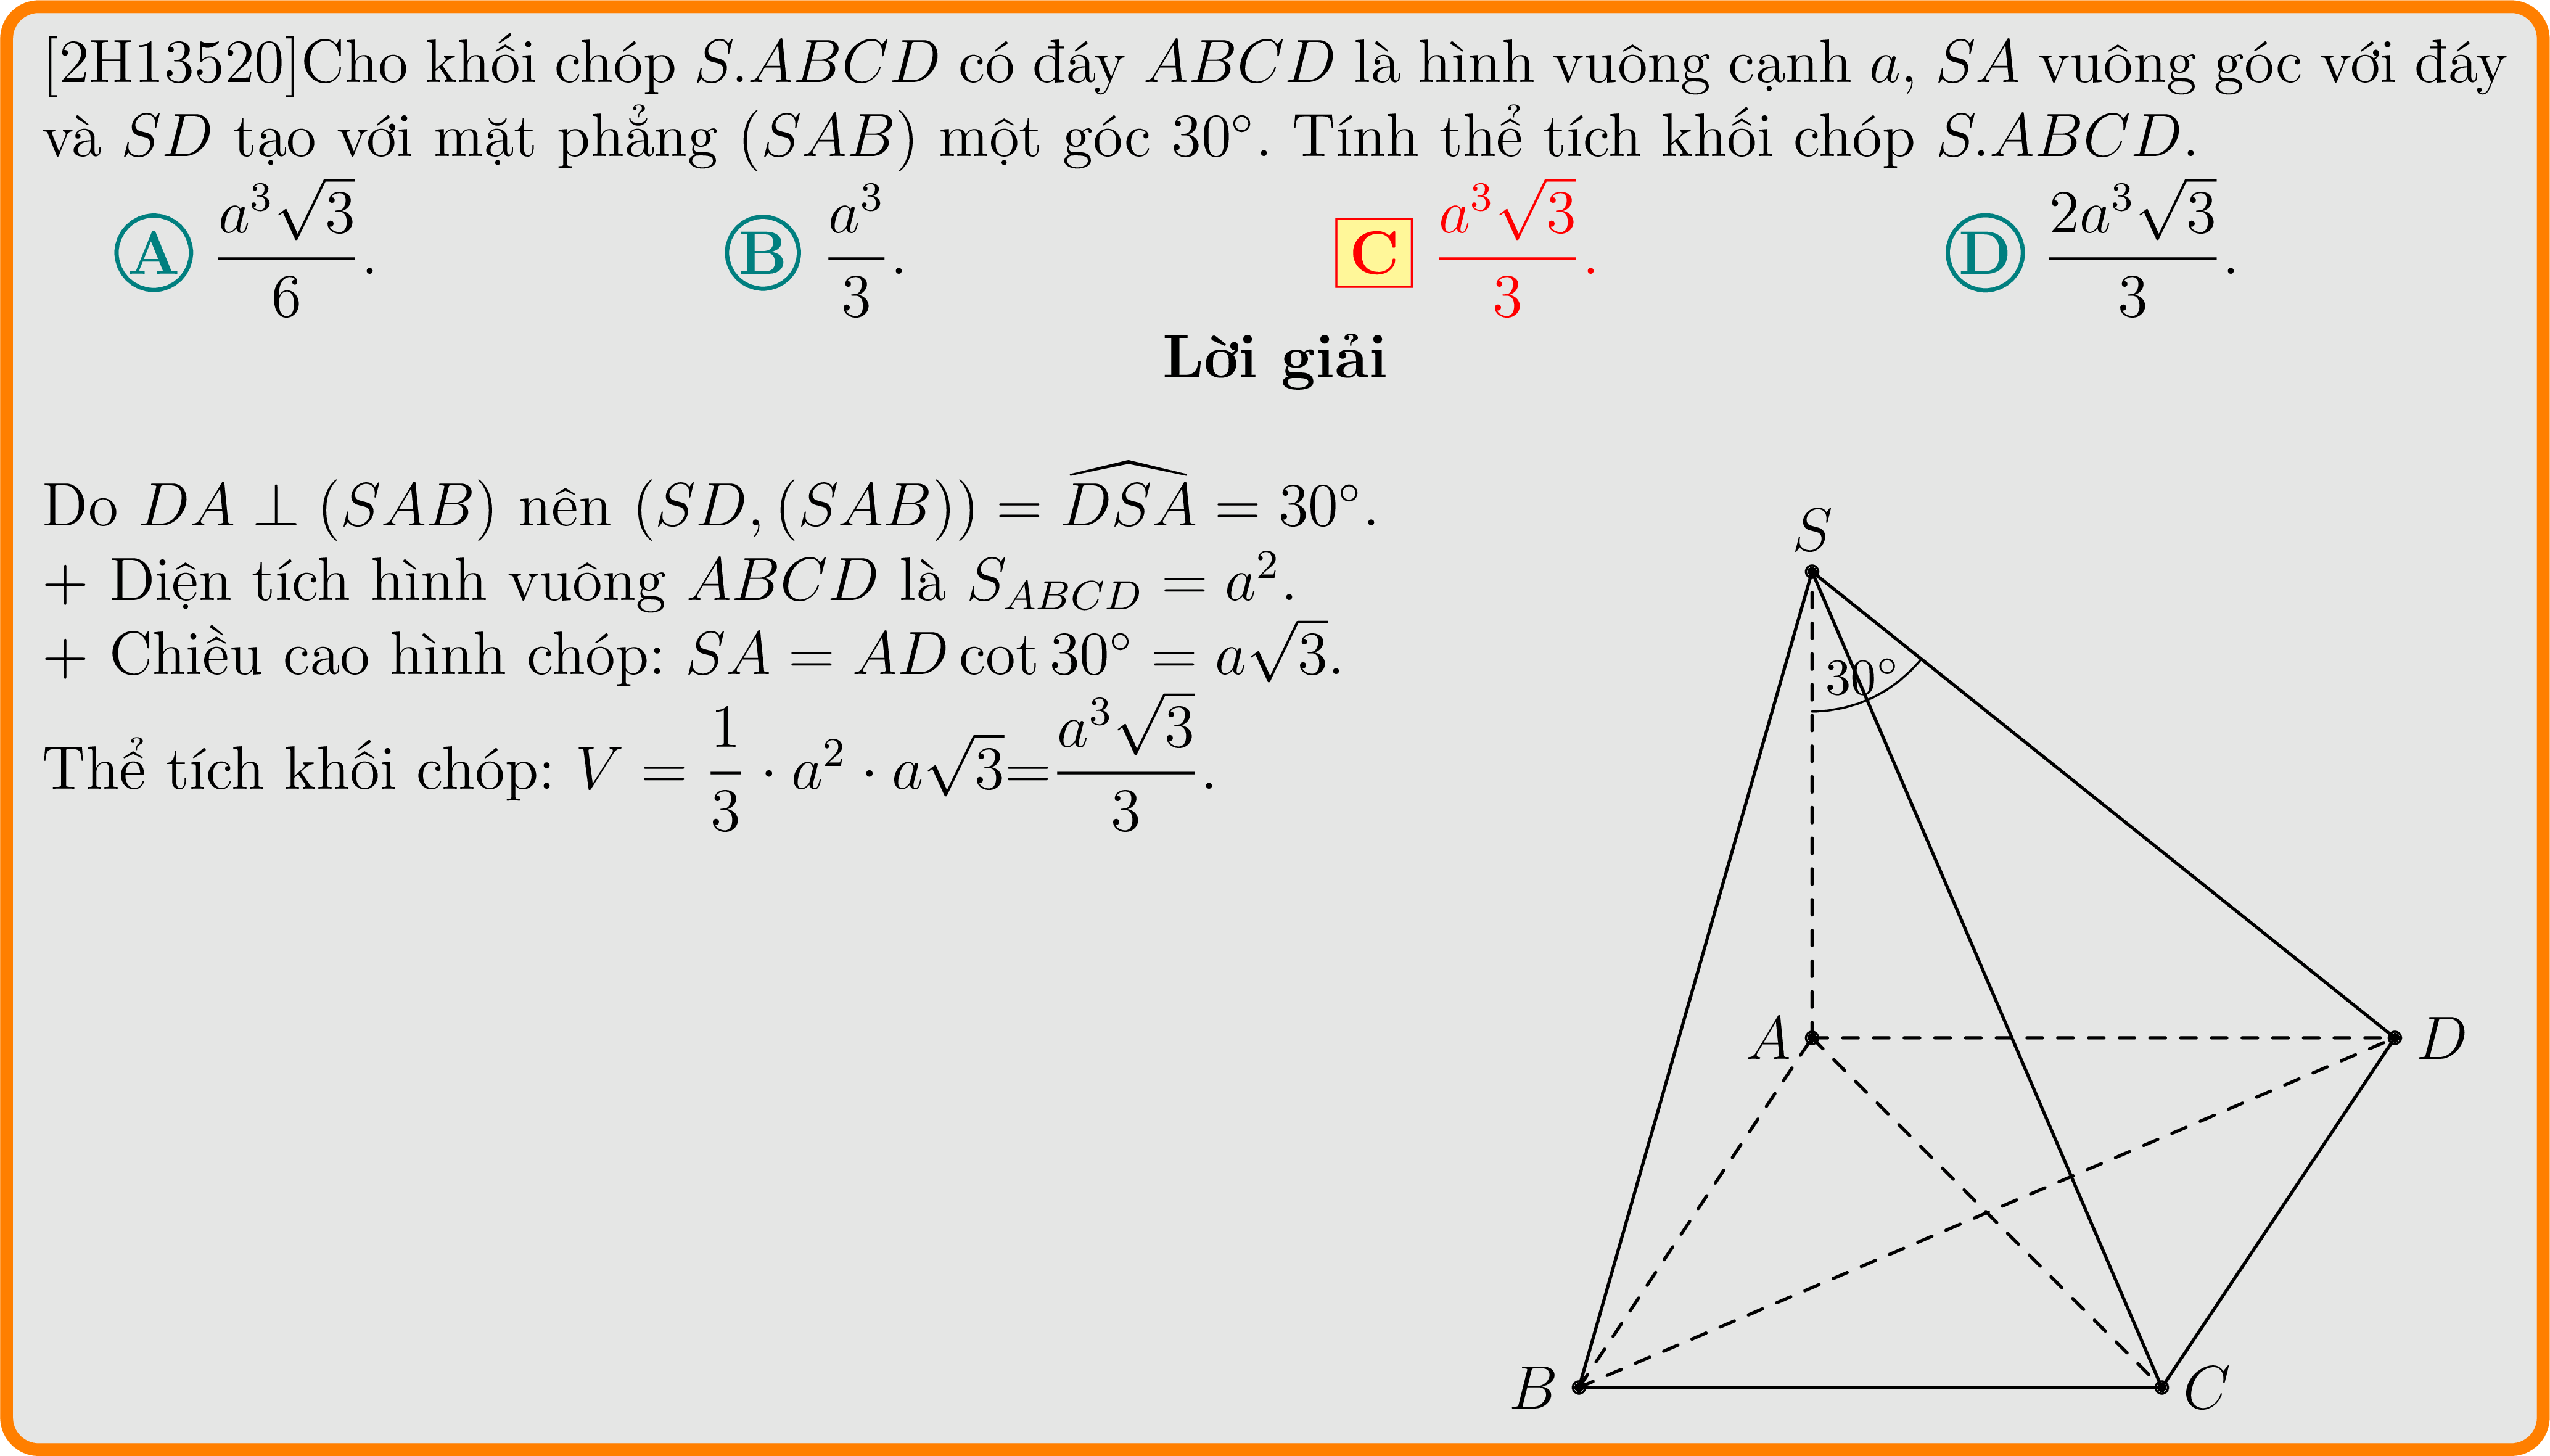 [2H13520]Cho khối chóp S.ABCD có đáy ABCD là hình vuông cạnh a, SA vuông góc với đáy
và SD tạo với mặt phẳng (SAB) một góc 30°. Tính thể tích khối chóp S.ABCD.
A \frac{a^3\sqrt{3}}{6}. B \frac{a^3}{3}. C \frac{a^3\sqrt{3}}{3}. D \frac{2a^3\sqrt{3}}{3}.
Lời giải
Do DA ⊥ (SAB) nên (SD, (SAB)) = \widehat{DSA} = 30°.
+ Diện tích hình vuông ABCD là S_{ABCD} = a^2.
+ Chiều cao hình chóp: SA = AD cot 30° = a\sqrt{3}.
Thể tích khối chóp: V = \frac{1}{3} · a^2 · a\sqrt{3}=\frac{a^3\sqrt{3}}{3}.
S
30°
A
D
B
C